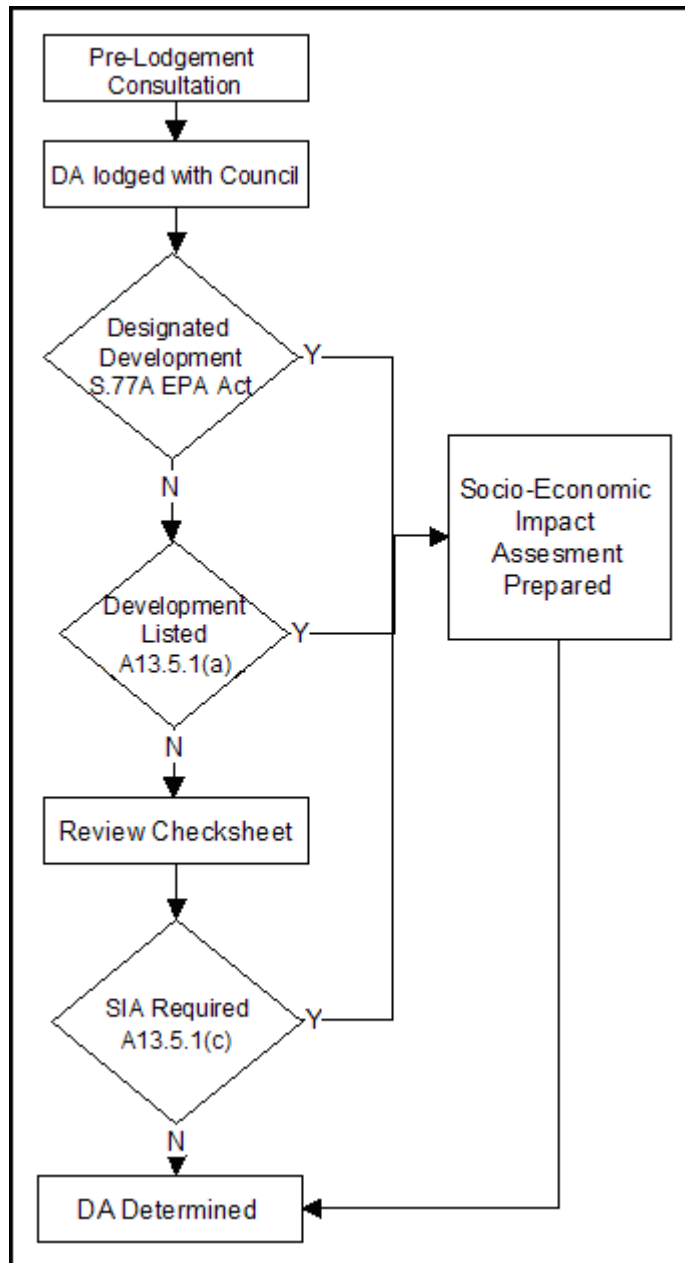 Pre-Lodgement
Consultation
DA lodged with Council
Designated
Development
S.77A EPA Act
Y
N
Socio-Economic
Impact
Assesment
Prepared
Development
Listed
A13.5.1(a)
Y
N
Review Checksheet
SIA Required
A13.5.1(c)
Y
N
DA Determined